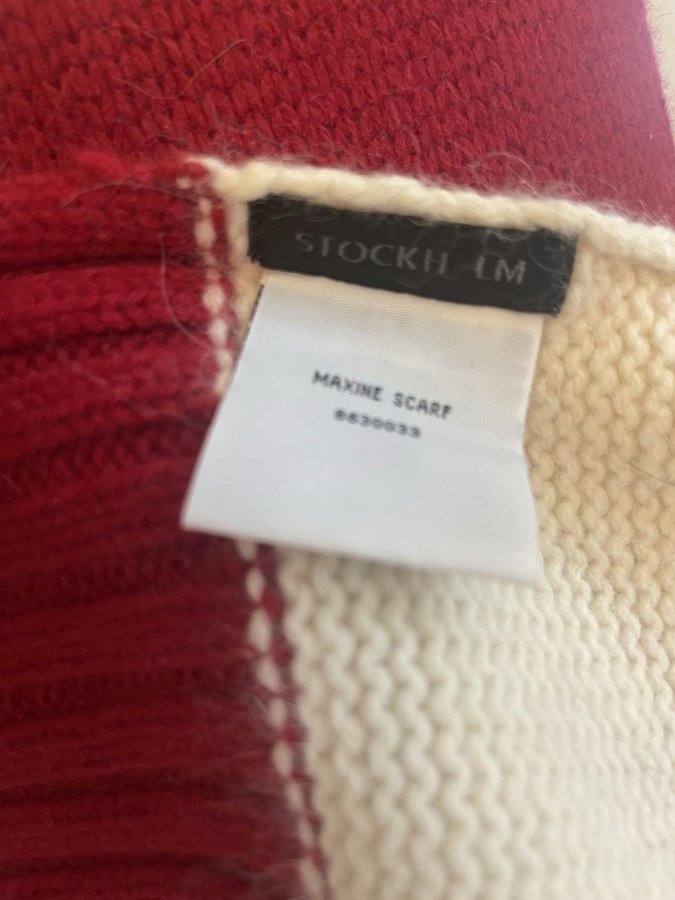 STOCKH LM
MAXINE SCARF
8630033